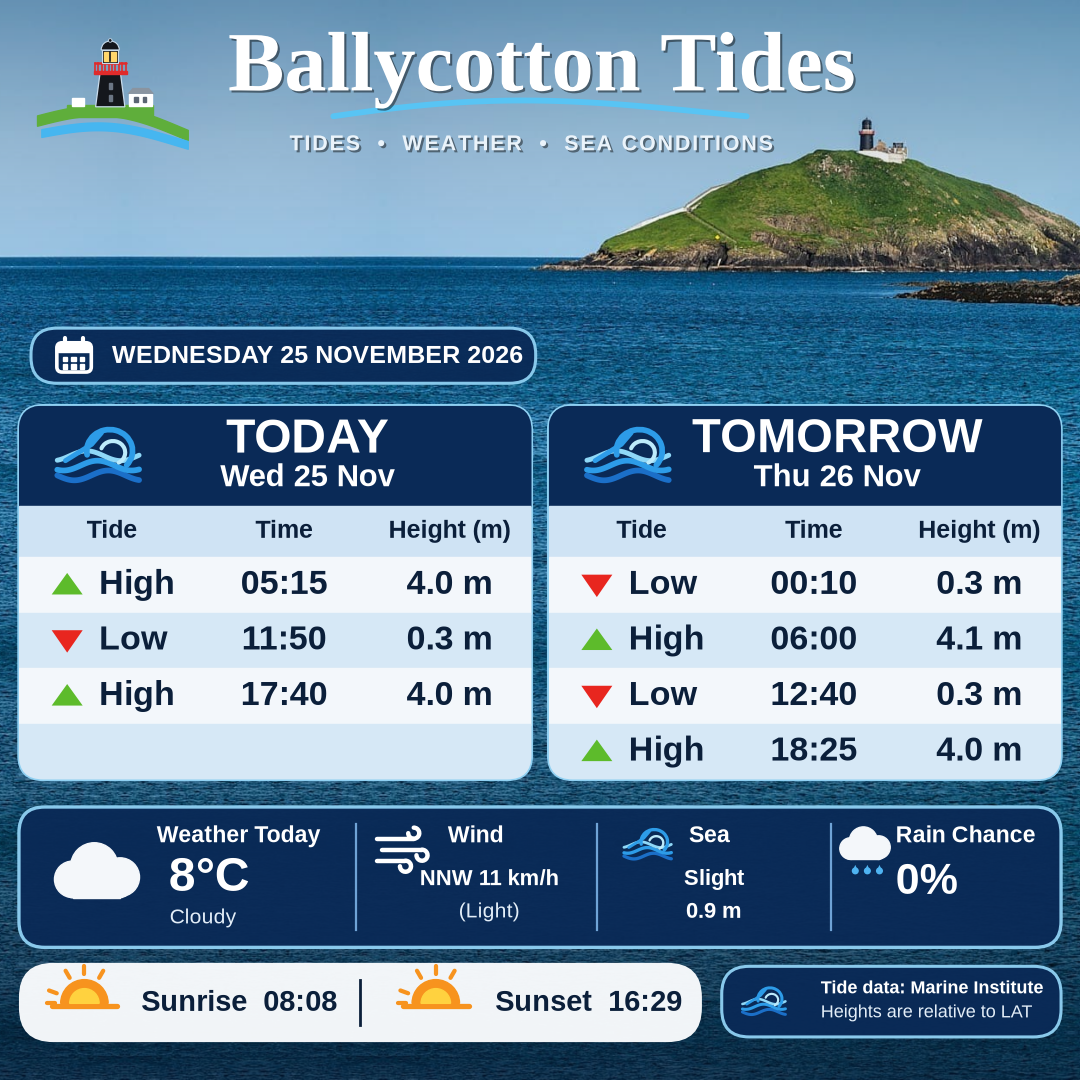 Ballycotton Tides
TIDES • WEATHER • SEA CONDITIONS
WEDNESDAY 25 NOVEMBER 2026
TODAY
Wed 25 Nov
Tide Time Height (m)
High 05:15 4.0 m
Low 11:50 0.3 m
High 17:40 4.0 m
TOMORROW
Thu 26 Nov
Tide Time Height (m)
Low 00:10 0.3 m
High 06:00 4.1 m
Low 12:40 0.3 m
High 18:25 4.0 m
Weather Today
8°C
Cloudy
Wind
NNW 11 km/h
(Light)
Sea
Slight
0.9 m
Rain Chance
0%
Sunrise 08:08
Sunset 16:29
Tide data: Marine Institute
Heights are relative to LAT